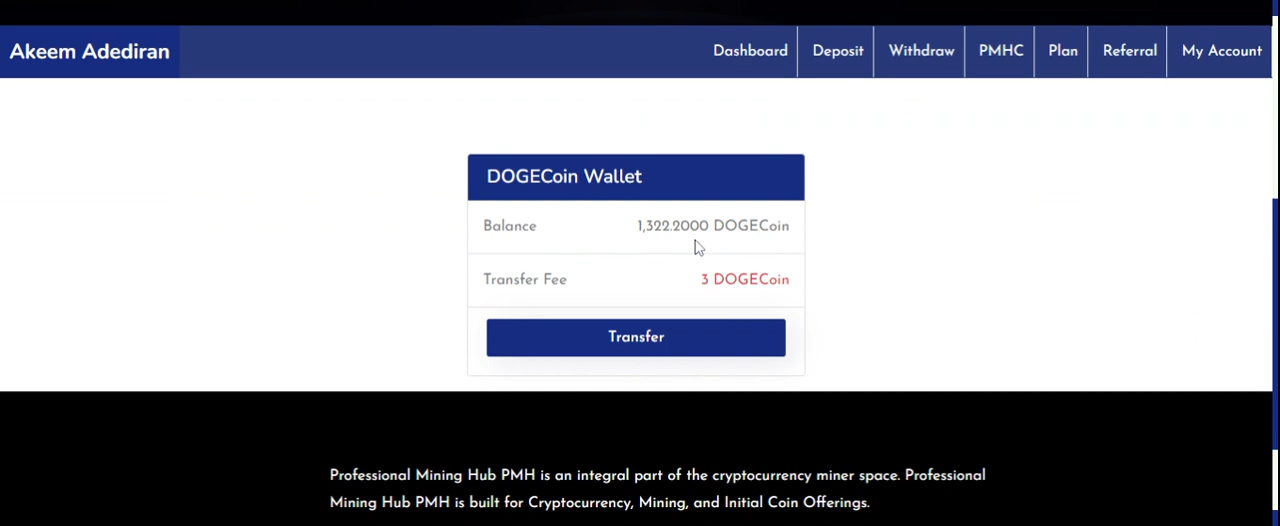 Akeem Adediran Dashboard Deposit Withdraw PMHC Plan Referral My Account
DOGECoin Wallet
Balance 1,322.2000 DOGECoin
Transfer Fee 3 DOGECoin
Transfer
Professional Mining Hub PMH is an integral part of the cryptocurrency miner space. Professional
Mining Hub PMH is built for Cryptocurrency, Mining, and Initial Coin Offerings.